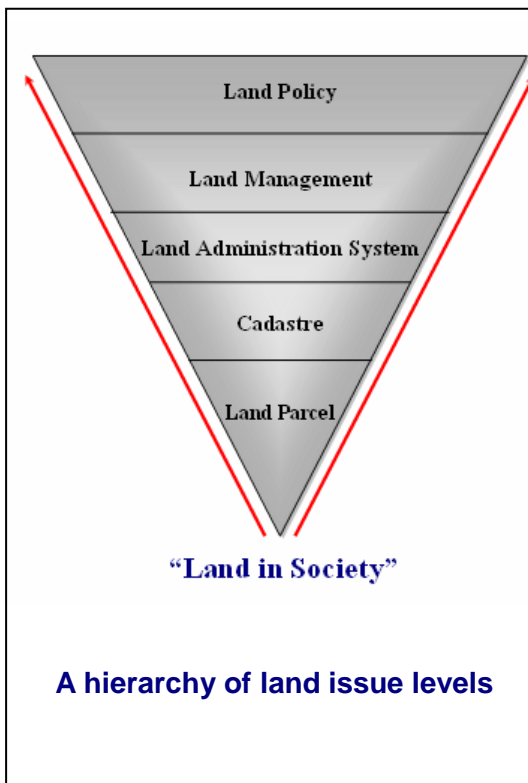 Land Policy
Land Management
Land Administration System
Cadastre
Land Parcel
“Land in Society”
A hierarchy of land issue levels